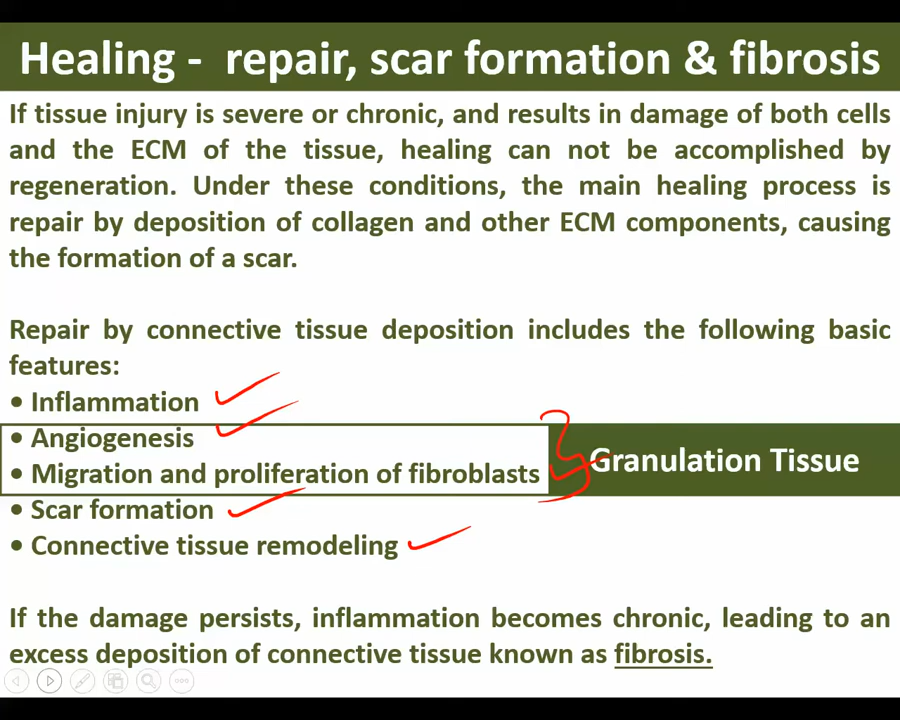 Healing - repair, scar formation & fibrosis
If tissue injury is severe or chronic, and results in damage of both cells
and the ECM of the tissue, healing can not be accomplished by
regeneration. Under these conditions, the main healing process is
repair by deposition of collagen and other ECM components, causing
the formation of a scar.
Repair by connective tissue deposition includes the following basic
features:
• Inflammation
• Angiogenesis
• Migration and proliferation of fibroblasts
Granulation Tissue
• Scar formation
• Connective tissue remodeling
If the damage persists, inflammation becomes chronic, leading to an
excess deposition of connective tissue known as fibrosis.